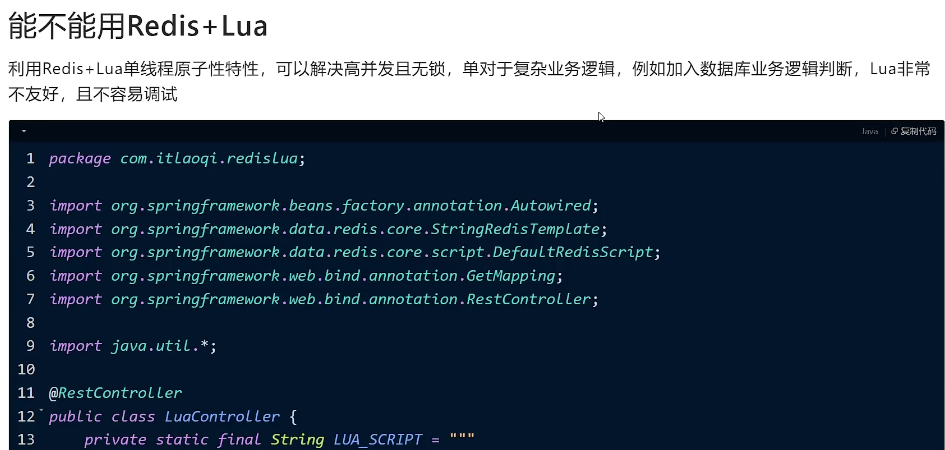 能不能用Redis+Lua
利用Redis+Lua单线程原子性特性，可以解决高并发且无锁，单对于复杂业务逻辑，例如加入数据库业务逻辑判断，Lua非常
不友好，且不容易调试
Java 复制代码
1 package com.itlaoqi.redislua;
2
3 import org.springframework.beans.factory.annotation.Autowired;
4 import org.springframework.data.redis.core.StringRedisTemplate;
5 import org.springframework.data.redis.core.script.DefaultRedisScript;
6 import org.springframework.web.bind.annotation.GetMapping;
7 import org.springframework.web.bind.annotation.RestController;
8
9 import java.util.*;
10
11 @RestController
12 public class LuaController {
13 private static final String LUA_SCRIPT = """